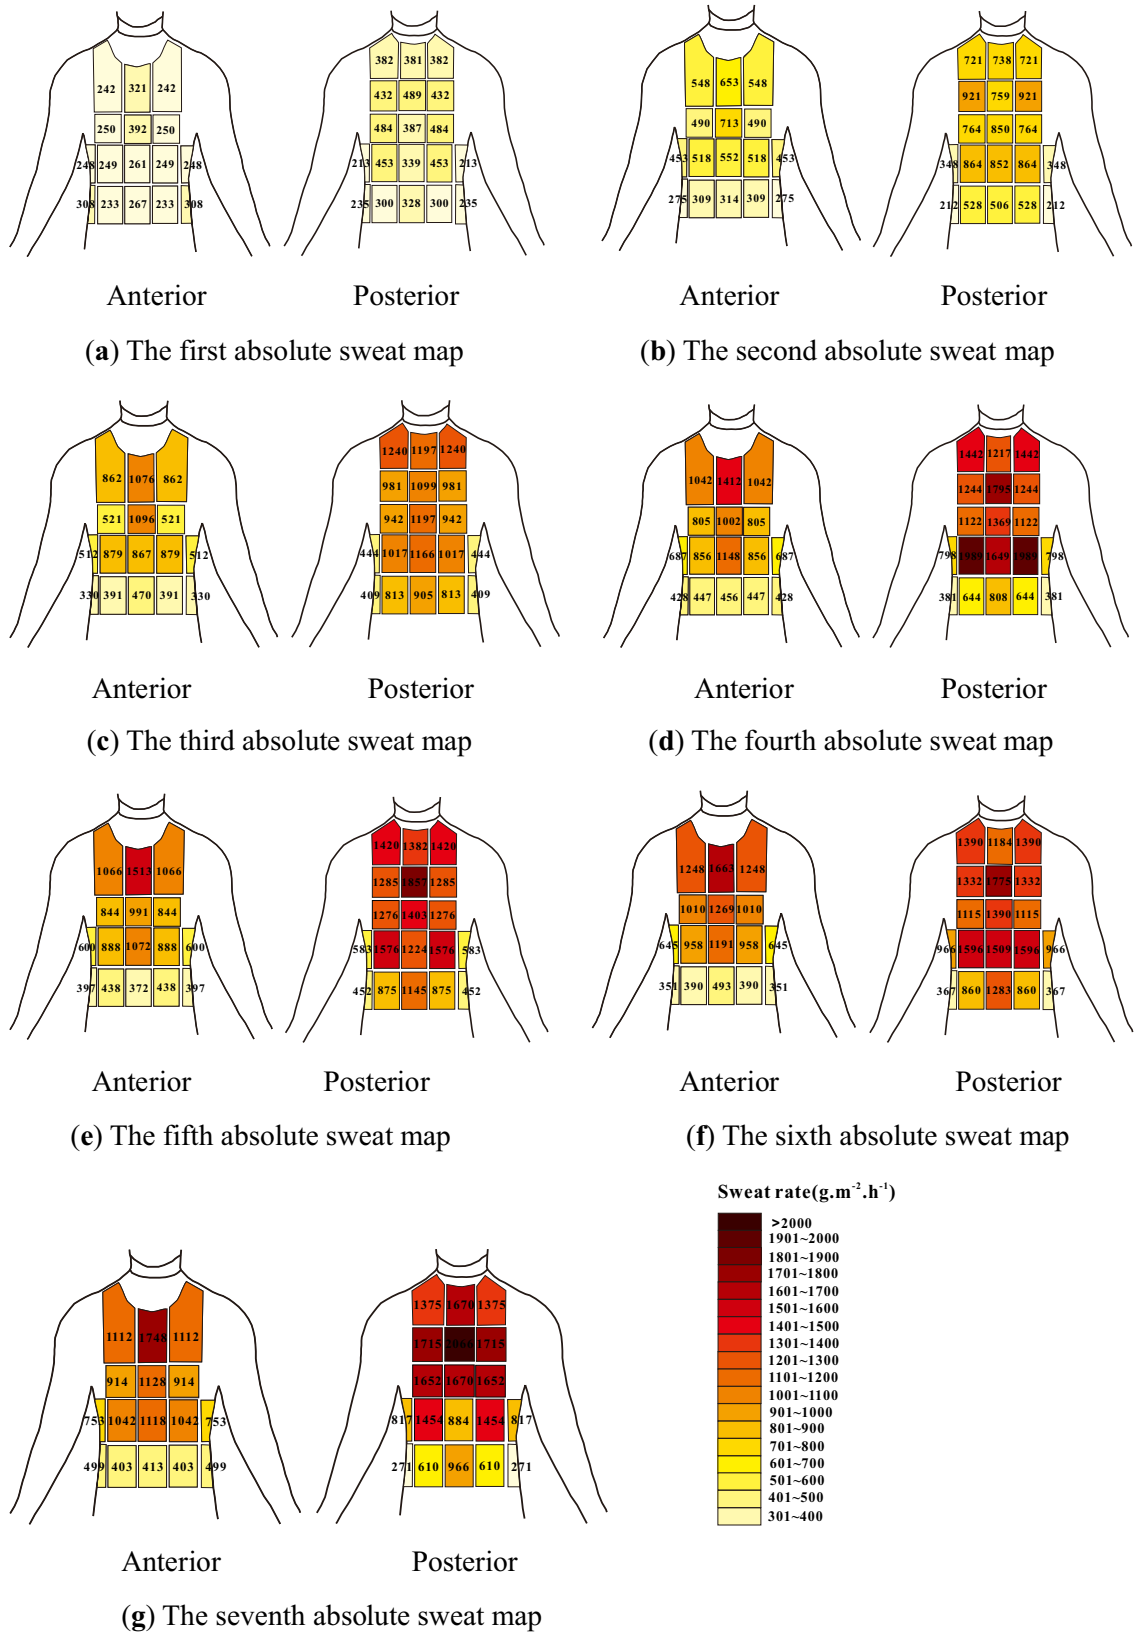 382 381 382
242 321 242
432 489 432
250 392 250
484 387 484
248 249 261 249 248
213 453 339 453 213
308 233 267 233 308
235 300 328 300 235
Anterior
Posterior
(a) The first absolute sweat map
721 738 721
548 653 548
921 759 921
490 713 490
764 850 764
453 518 552 518 453
348 864 852 864 348
275 309 314 309 275
212 528 506 528 212
Anterior
Posterior
(b) The second absolute sweat map
1240 1197 1240
862 1076 862
981 1099 981
521 1096 521
942 1197 942
512 879 867 879 512
444 1017 1166 1017 444
330 391 470 391 330
409 813 905 813 409
Anterior
Posterior
(c) The third absolute sweat map
1442 1217 1442
1042 1412 1042
1244 1795 1244
805 1002 805
1122 1369 1122
687 856 1148 856 687
798 1989 1649 1989 798
428 447 456 447 428
381 644 808 644 381
Anterior
Posterior
(d) The fourth absolute sweat map
1420 1382 1420
1066 1513 1066
1285 1857 1285
844 991 844
1276 1403 1276
600 888 1072 888 600
583 1576 1224 1576 583
397 438 372 438 397
452 875 1145 875 452
Anterior
Posterior
(e) The fifth absolute sweat map
1390 1184 1390
1248 1663 1248
1332 1775 1332
1010 1269 1010
1115 1390 1115
645 958 1191 958 645
966 1596 1509 1596 966
351 390 493 390 351
367 860 1283 860 367
Anterior
Posterior
(f) The sixth absolute sweat map
1375 1670 1375
1112 1748 1112
1715 2066 1715
914 1128 914
1652 1670 1652
753 1042 1118 1042 753
817 1454 884 1454 817
499 403 413 403 499
271 610 966 610 271
Anterior
Posterior
(g) The seventh absolute sweat map
Sweat rate(g.m⁻².h⁻¹)
>2000
1901~2000
1801~1900
1701~1800
1601~1700
1501~1600
1401~1500
1301~1400
1201~1300
1101~1200
1001~1100
901~1000
801~900
701~800
601~700
501~600
401~500
301~400